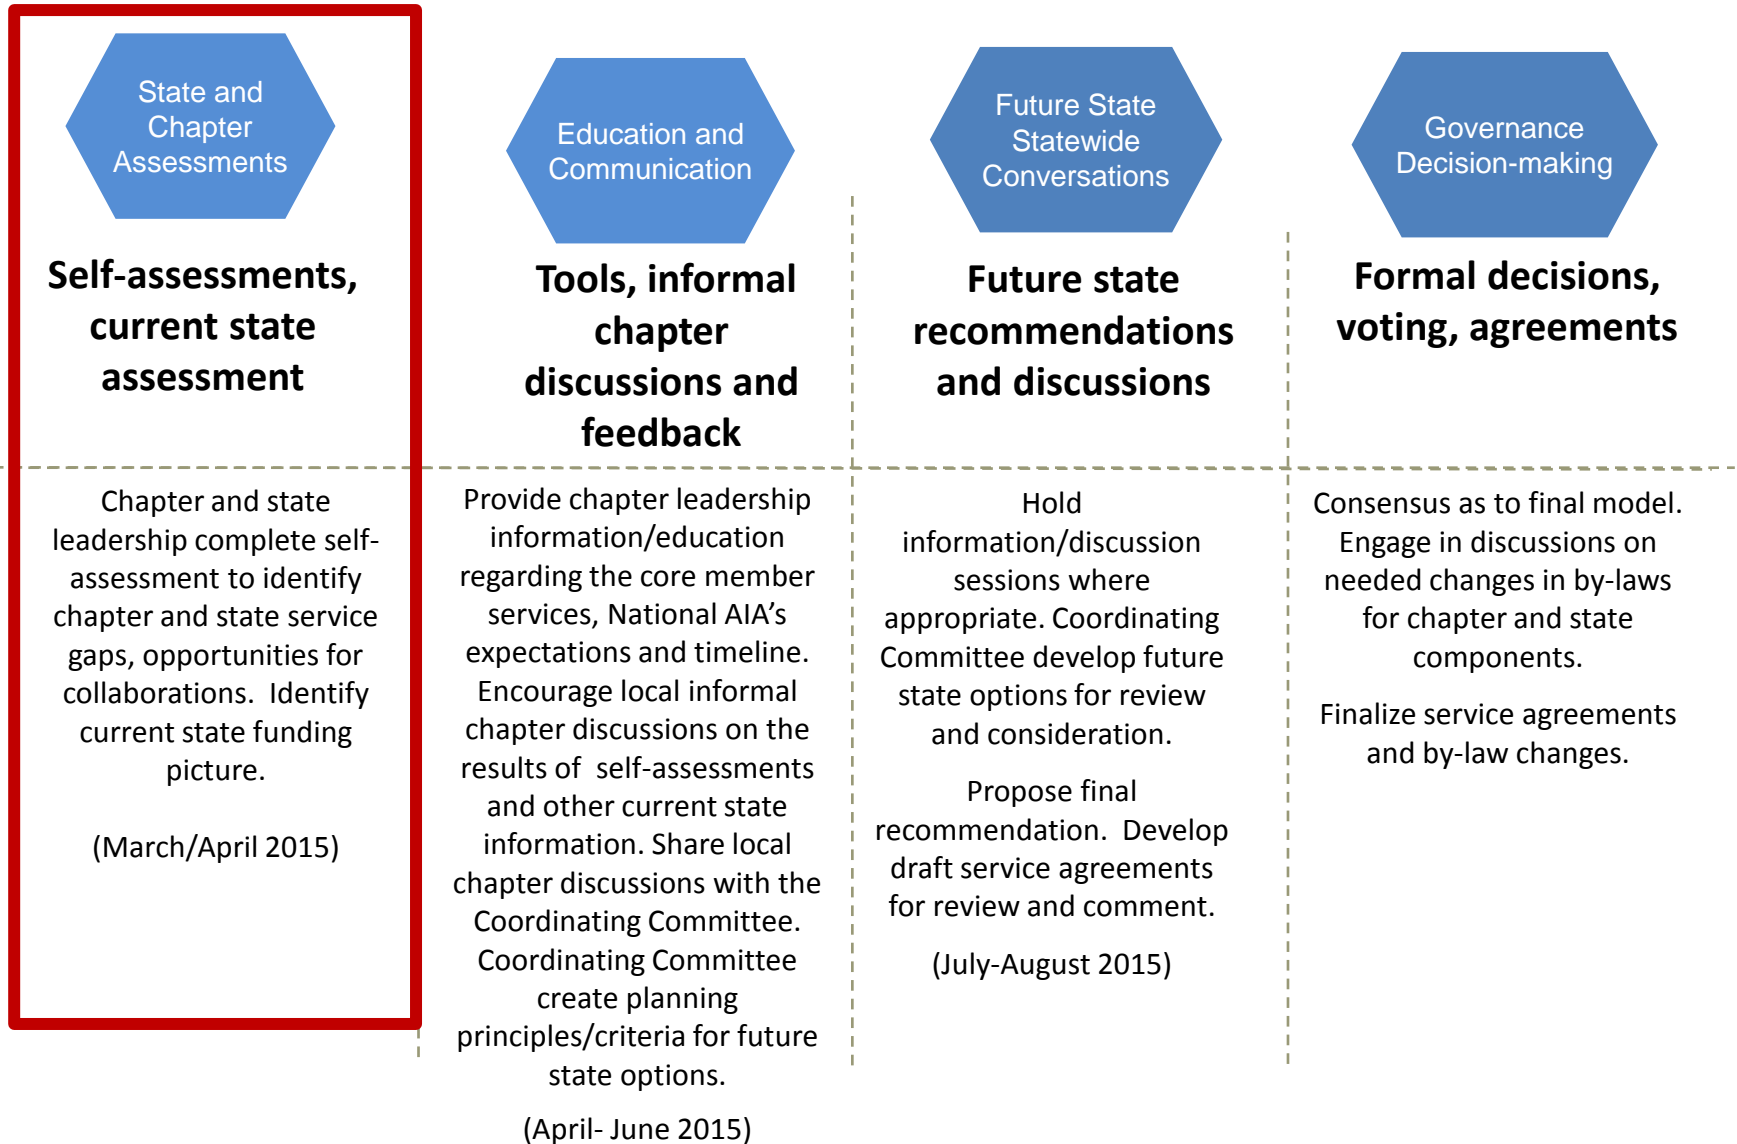 State and
Chapter
Assessments
Self-assessments,
current state
assessment
Chapter and state
leadership complete self-
assessment to identify
chapter and state service
gaps, opportunities for
collaborations.  Identify
current state funding
picture.
(March/April 2015)
Education and
Communication
Tools, informal
chapter
discussions and
feedback
Provide chapter leadership
information/education
regarding the core member
services, National AIA’s
expectations and timeline.
Encourage local informal
chapter discussions on the
results of  self-assessments
and other current state
information. Share local
chapter discussions with the
Coordinating Committee.
Coordinating Committee
create planning
principles/criteria for future
state options.
(April- June 2015)
Future State
Statewide
Conversations
Future state
recommendations
and discussions
Hold
information/discussion
sessions where
appropriate. Coordinating
Committee develop future
state options for review
and consideration.
Propose final
recommendation.  Develop
draft service agreements
for review and comment.
(July-August 2015)
Governance
Decision-making
Formal decisions,
voting, agreements
Consensus as to final model.
Engage in discussions on
needed changes in by-laws
for chapter and state
components.
Finalize service agreements
and by-law changes.